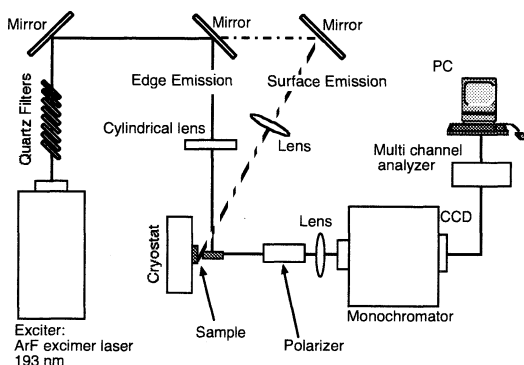 Mirror
Mirror
Mirror
PC
Quartz Filters
Edge Emission
Surface Emission
Cylindrical lens
Lens
Multi channel
analyzer
Cryostat
Lens
CCD
Sample
Polarizer
Monochromator
Exciter:
ArF excimer laser
193 nm